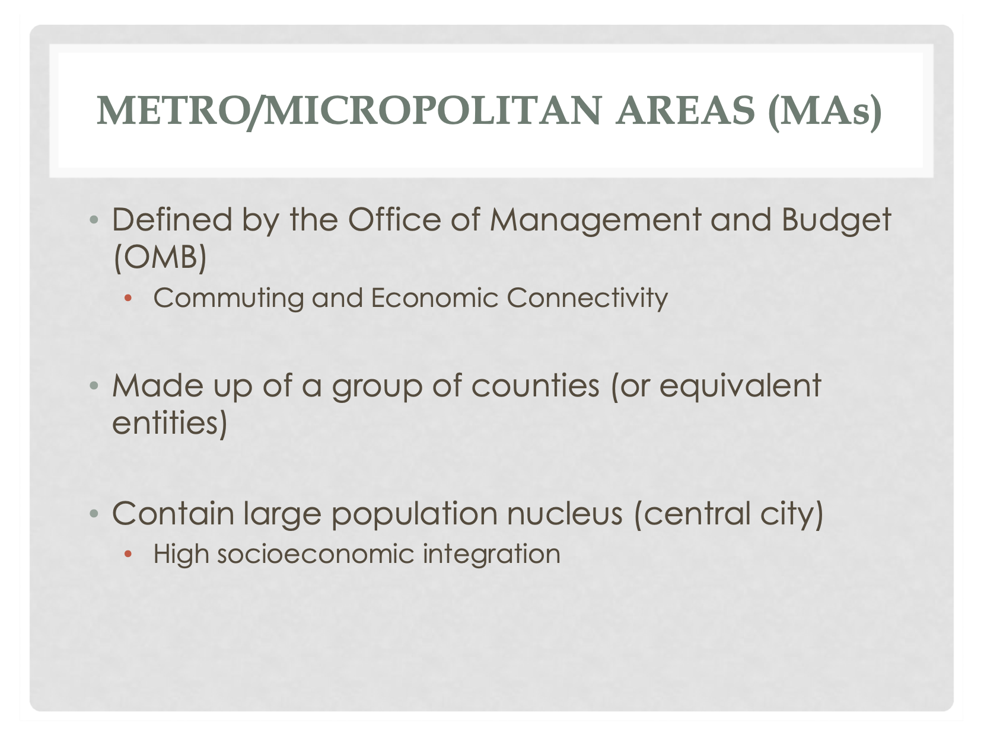 METRO/MICROPOLITAN AREAS (MAs)
• Defined by the Office of Management and Budget
(OMB)
• Commuting and Economic Connectivity
• Made up of a group of counties (or equivalent
entities)
• Contain large population nucleus (central city)
• High socioeconomic integration